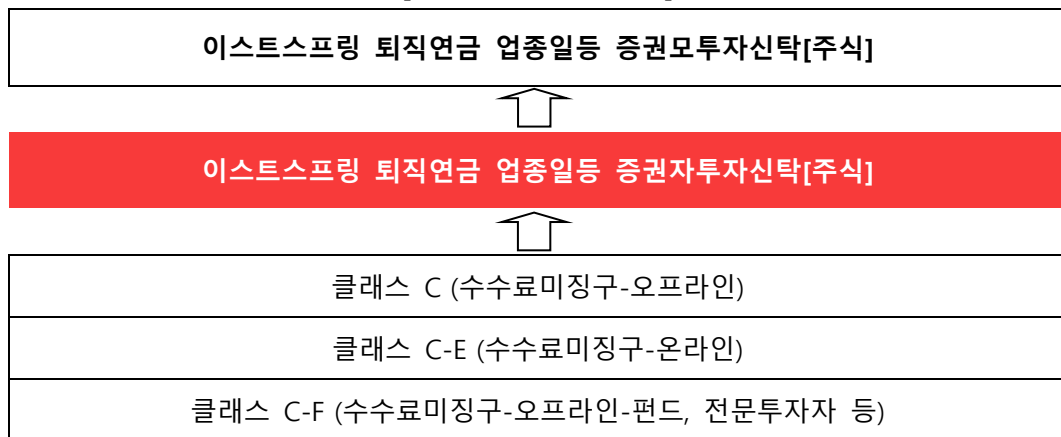 이스트스프링 퇴직연금 업종일등 증권모투자신탁[주식]
이스트스프링 퇴직연금 업종일등 증권자투자신탁[주식]
클래스 C (수수료미징구-오프라인)
클래스 C-E (수수료미징구-온라인)
클래스 C-F (수수료미징구-오프라인-펀드, 전문투자자 등)